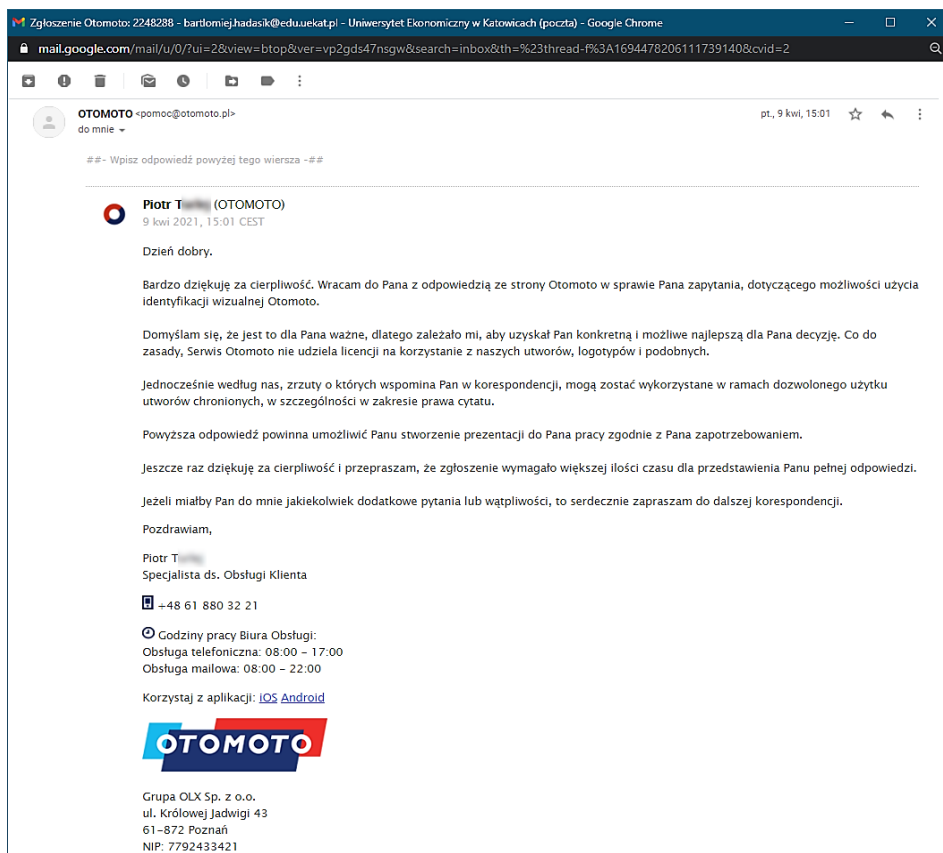 Zgłoszenie Otomoto: 2248288 - bartlomiej.hadasik@edu.uekat.pl - Uniwersytet Ekonomiczny w Katowicach (poczta) - Google Chrome
mail.google.com/mail/u/0/?ui=2&view=btop&ver=vp2gds47nsgw&search=inbox&th=%23thread-f%3A1694478206111739140&cvid=2
OTOMOTO <pomoc@otomoto.pl> pt., 9 kwi, 15:01
do mnie
##- Wpisz odpowiedź powyżej tego wiersza -##
Piotr T (OTOMOTO)
9 kwi 2021, 15:01 CEST
Dzień dobry.
Bardzo dziękuję za cierpliwość. Wracam do Pana z odpowiedzią ze strony Otomoto w sprawie Pana zapytania, dotyczącego możliwości użycia
identyfikacji wizualnej Otomoto.
Domyślam się, że jest to dla Pana ważne, dlatego zależało mi, aby uzyskał Pan konkretną i możliwe najlepszą dla Pana decyzję. Co do
zasady, Serwis Otomoto nie udziela licencji na korzystanie z naszych utworów, logotypów i podobnych.
Jednocześnie według nas, zrzuty o których wspomina Pan w korespondencji, mogą zostać wykorzystane w ramach dozwolonego użytku
utworów chronionych, w szczególności w zakresie prawa cytatu.
Powyższa odpowiedź powinna umożliwić Panu stworzenie prezentacji do Pana pracy zgodnie z Pana zapotrzebowaniem.
Jeszcze raz dziękuję za cierpliwość i przepraszam, że zgłoszenie wymagało większej ilości czasu dla przedstawienia Panu pełnej odpowiedzi.
Jeżeli miałby Pan do mnie jakiekolwiek dodatkowe pytania lub wątpliwości, to serdecznie zapraszam do dalszej korespondencji.
Pozdrawiam,
Piotr T
Specjalista ds. Obsługi Klienta
+48 61 880 32 21
Godziny pracy Biura Obsługi:
Obsługa telefoniczna: 08:00 – 17:00
Obsługa mailowa: 08:00 – 22:00
Korzystaj z aplikacji: iOS Android
OTOMOTO
Grupa OLX Sp. z o.o.
ul. Królowej Jadwigi 43
61-872 Poznań
NIP: 7792433421